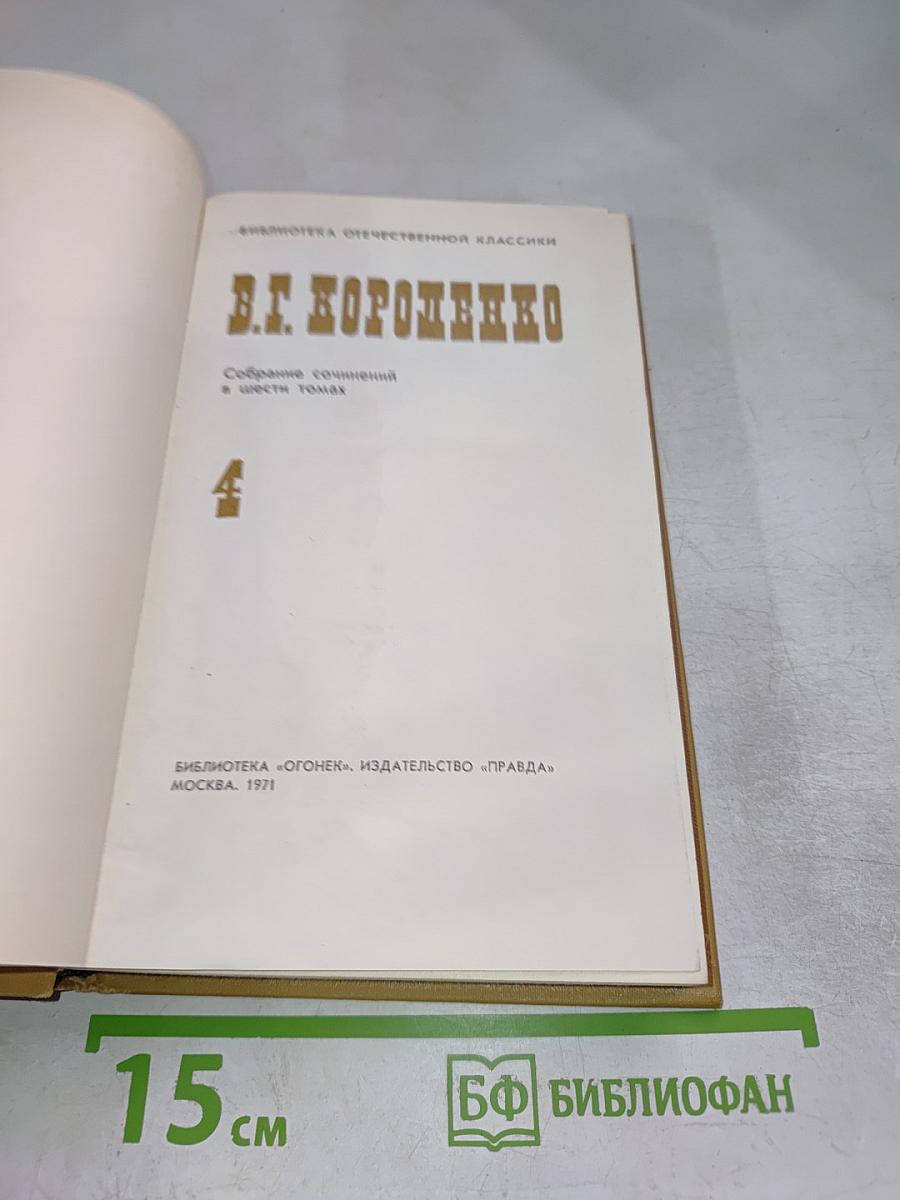 БИБЛИОТЕКА ОТЕЧЕСТВЕННОЙ КЛАССИКИ
В.Г. КОРОЛЕНКО
Собрание сочинений
в шести томах
4
БИБЛИОТЕКА «ОГОНЕК». ИЗДАТЕЛЬСТВО «ПРАВДА»
МОСКВА. 1971
15 см
БФ БИБЛИОФАН